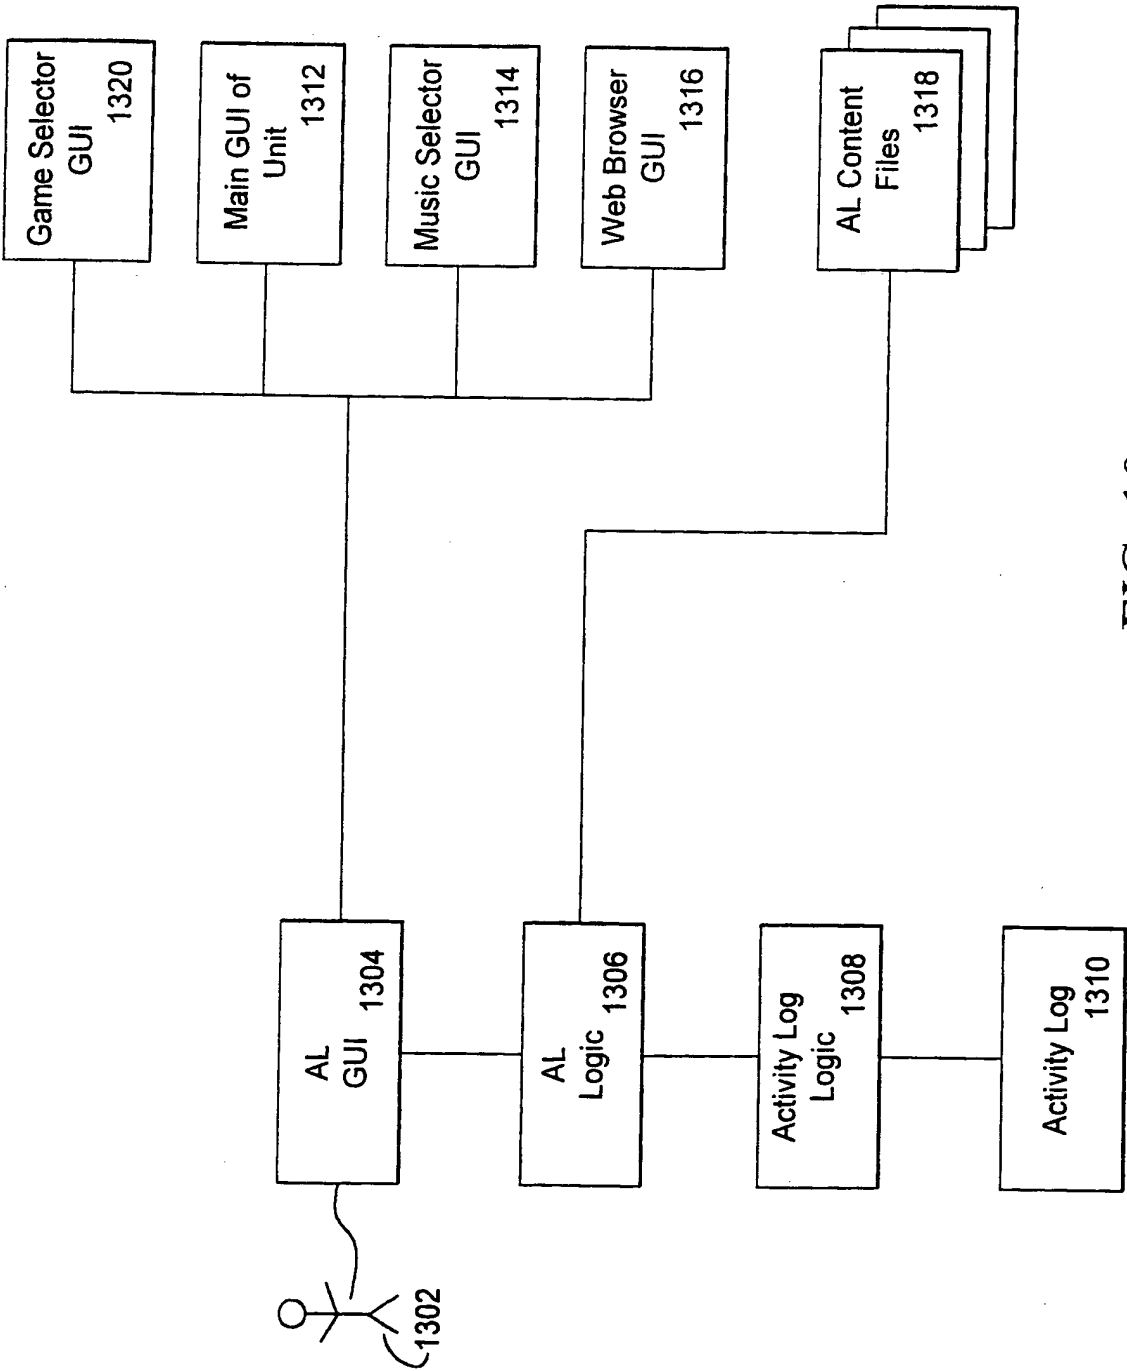 Game Selector
GUI
1320
Main GUI of
Unit
1312
Music Selector
GUI
1314
Web Browser
GUI
1316
AL Content
Files
1318
AL
GUI
1304
1302
AL
Logic
1306
Activity Log
Logic
1308
Activity Log
1310